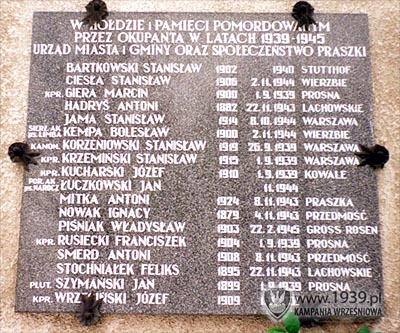 W HOŁDZIE I PAMIĘCI POMORDOWANYM
PRZEZ OKUPANTA W LATACH 1939-1945
URZĄD MIASTA I GMINY ORAZ SPOŁECZEŃSTWO PRASZKI
BARTKOWSKI STANISŁAW 1902 1940 STUTTHOF
CIESŁA STANISŁAW 1906 2.11.1944 WIERZBIE
KPR. GIERA MARCIN 1900 1.9.1939 PROSNA
HADRYŚ ANTONI 1882 22.11.1943 LACHOWSKIE
JAMA STANISŁAW 1914 8.10.1944 WARSZAWA
KEMPA BOLESŁAW 1900 2.11.1944 WIERZBIE
KANON. KORZENIOWSKI STANISŁAW 1919 26.9.1939 WARSZAWA
KPR. KRZEMIŃSKI STANISŁAW 1915 1.9.1939 WARSZAWA
KPR. KUCHARSKI JÓZEF 1910 1.9.1939 KOWALE
ŁUCZKOWSKI JAN 11.1944
MITKA ANTONI 1924 8.11.1943 PRASZKA
NOWAK IGNACY 1879 4.11.1943 PRZEDMOŚĆ
PIŚNIAK WŁADYSŁAW 1903 22.2.1945 GROSS ROSEN
KPR. RUSIECKI FRANCISZEK 1904 1.9.1939 PROSNA
SMERD ANTONI 1908 8.11.1943 PRZEDMOŚĆ
STOCHNIAŁEK FELIKS 1895 22.11.1943 LACHOWSKIE
PLUT. SZYMAŃSKI JAN 1895 1.9.1939 PROSNA
KPR. JÓZEF 1909
www.1939.pl
KAMPANIA WRZEŚNIOWA